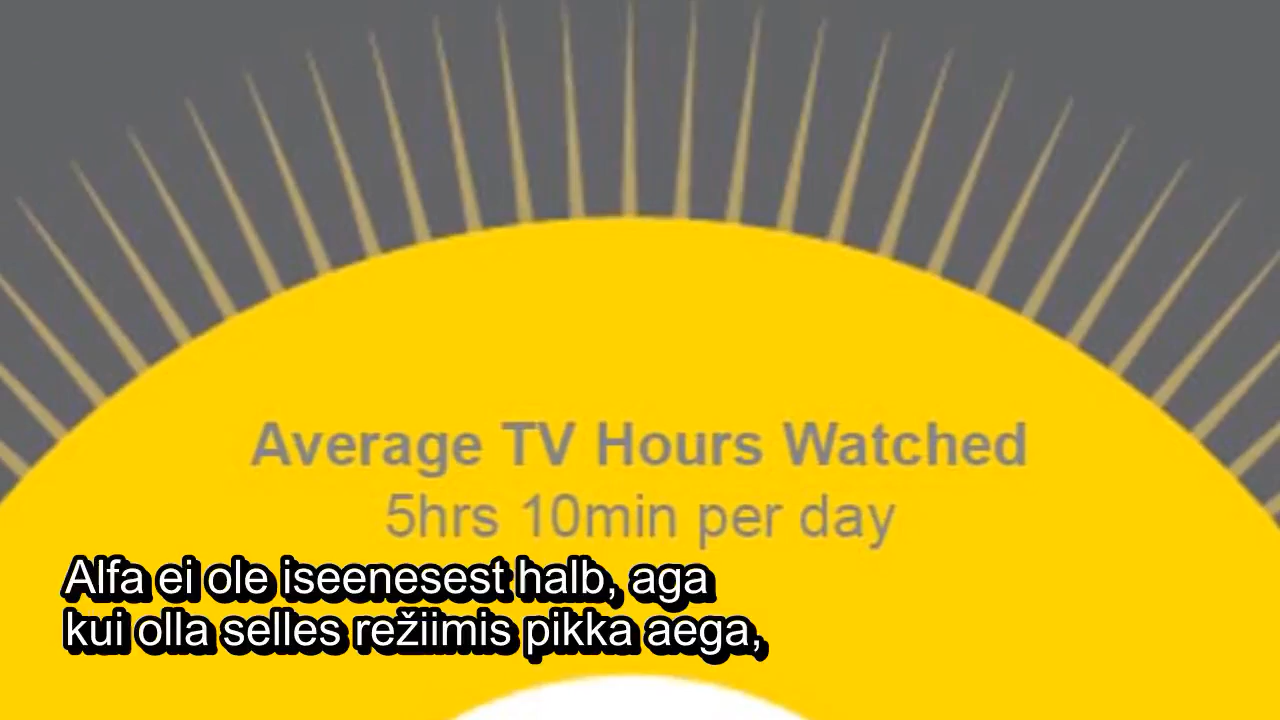 Average TV Hours Watched
5hrs 10min per day
Alfa ei ole iseenesest halb, aga
kui olla selles režiimis pikka aega,